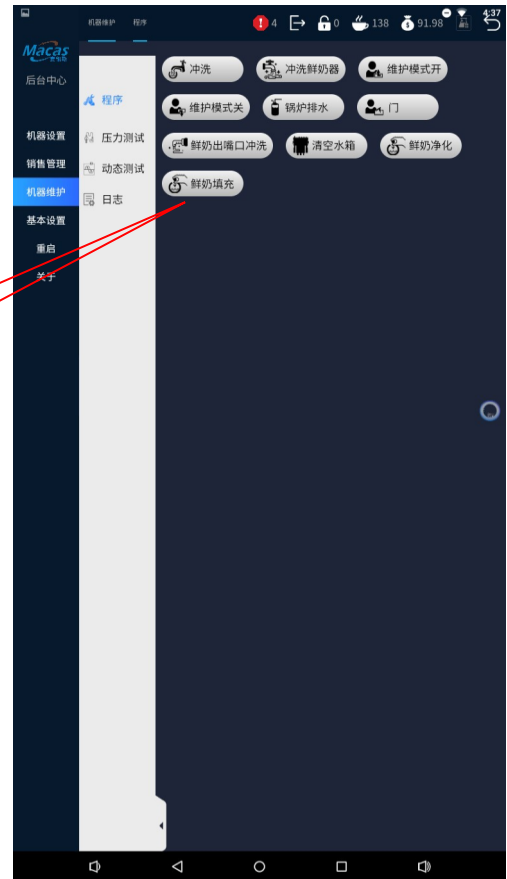 机器维护 程序
4 0 138 91.98 4:37
Macas
后台中心
机器设置
销售管理
机器维护
基本设置
重启
关于
程序
压力测试
动态测试
日志
冲洗 冲洗鲜奶器 维护模式开
维护模式关 锅炉排水 门
鲜奶出嘴口冲洗 清空水箱 鲜奶净化
鲜奶填充